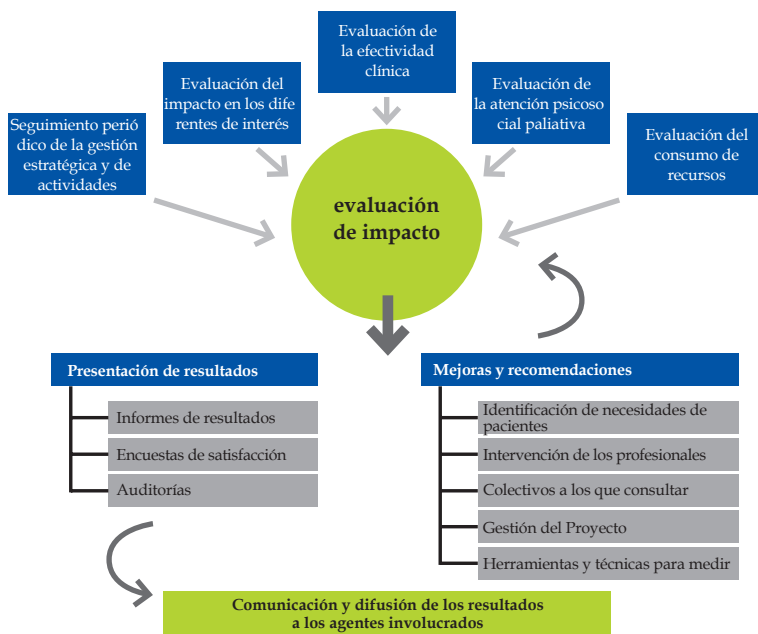 Evaluación de
la efectividad
clínica
Evaluación del
impacto en los dife
rentes de interés
Evaluación de
la atención psicoso
cial paliativa
Seguimiento perió
dico de la gestión
estratégica y de
actividades
Evaluación del
consumo de
recursos
evaluación
de impacto
Presentación de resultados
Informes de resultados
Encuestas de satisfacción
Auditorías
Mejoras y recomendaciones
Identificación de necesidades de
pacientes
Intervención de los profesionales
Colectivos a los que consultar
Gestión del Proyecto
Herramientas y técnicas para medir
Comunicación y difusión de los resultados
a los agentes involucrados